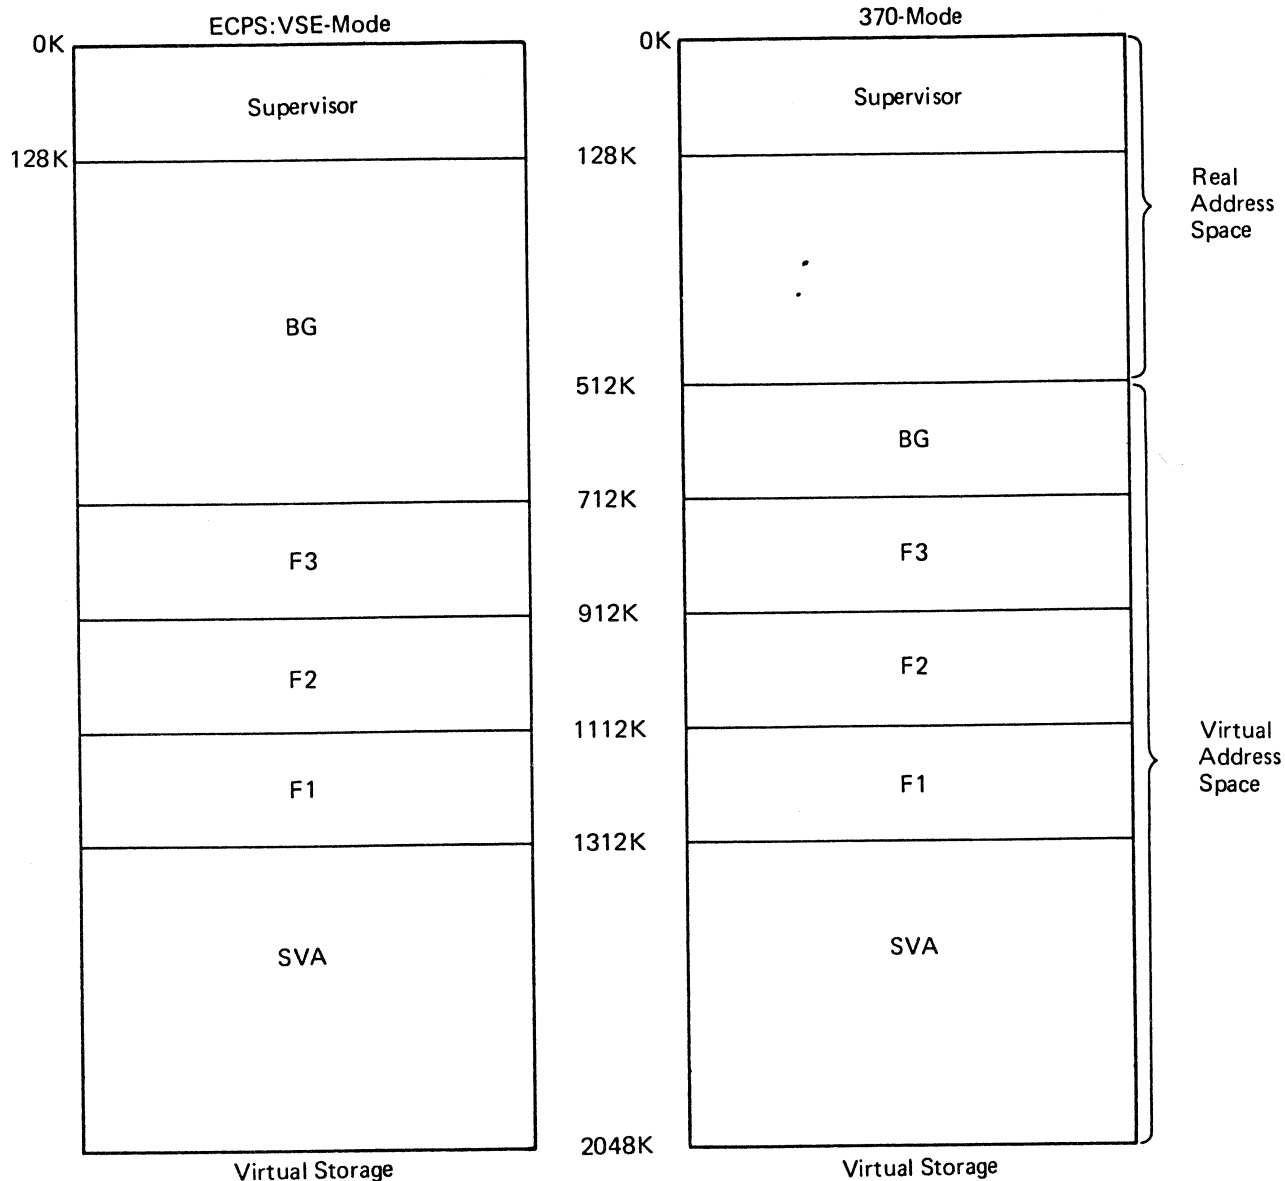 ECPS:VSE-Mode
0K
Supervisor
128K
BG
F3
F2
F1
SVA
Virtual Storage
370-Mode
0K
Supervisor
128K
512K
BG
712K
F3
912K
F2
1112K
F1
1312K
SVA
2048K
Virtual Storage
Real
Address
Space
Virtual
Address
Space